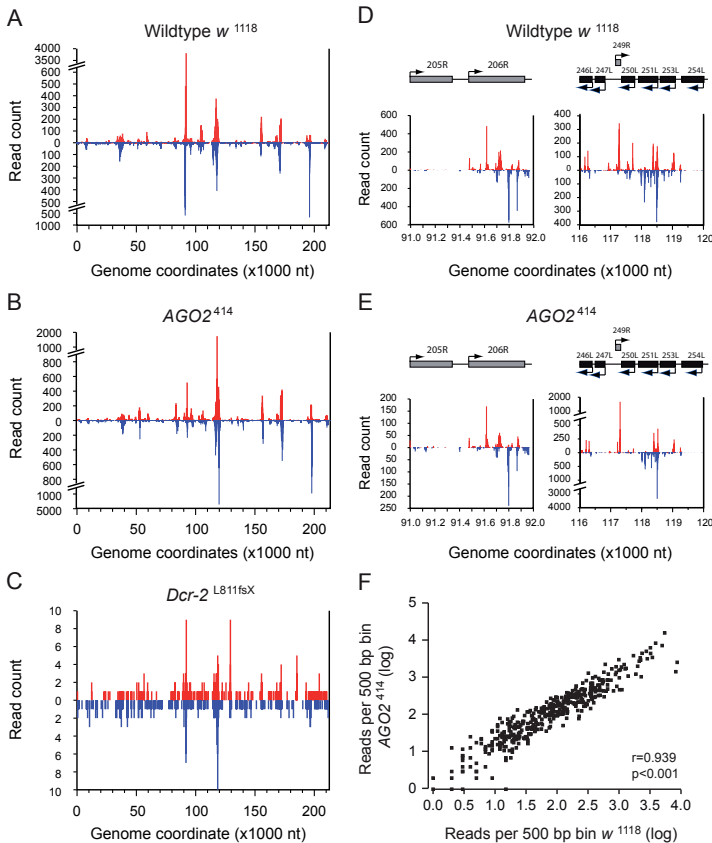 A
Wildtype w 1118
4000
3500
1000
800
600
400
200
0
100
200
300
400
500
500
1000
Read count
0 50 100 150 200
Genome coordinates (x1000 nt)
B
AGO2 414
2000
1000
1000
800
600
400
200
0
200
400
600
800
1000
5000
Read count
0 50 100 150 200
Genome coordinates (x1000 nt)
C
Dcr-2 L811fsX
10
8
6
4
2
0
2
4
6
8
10
Read count
0 50 100 150 200
Genome coordinate (x1000 nt)
D
Wildtype w 1118
205R 206R
249R
246L 247L 250L 251L 253L 254L
600
400
200
0
200
400
600
Read count
91.0 91.2 91.4 91.6 91.8 92.0
400
300
200
100
0
100
200
300
400
116 117 118 119 120
Genome coordinates (x1000 nt)
E
AGO2 414
205R 206R
249R
246L 247L 250L 251L 253L 254L
200
150
100
50
0
50
100
150
200
250
Read count
91.0 91.2 91.4 91.6 91.8 92.0
2000
1000
500
250
0
250
500
3000
4000
116 117 118 119 120
Genome coordinates (x1000 nt)
F
5
4
3
2
1
0
Reads per 500 bp bin
AGO2 414 (log)
r=0.939
p<0.001
0.0 0.5 1.0 1.5 2.0 2.5 3.0 3.5 4.0
Reads per 500 bp bin w 1118 (log)